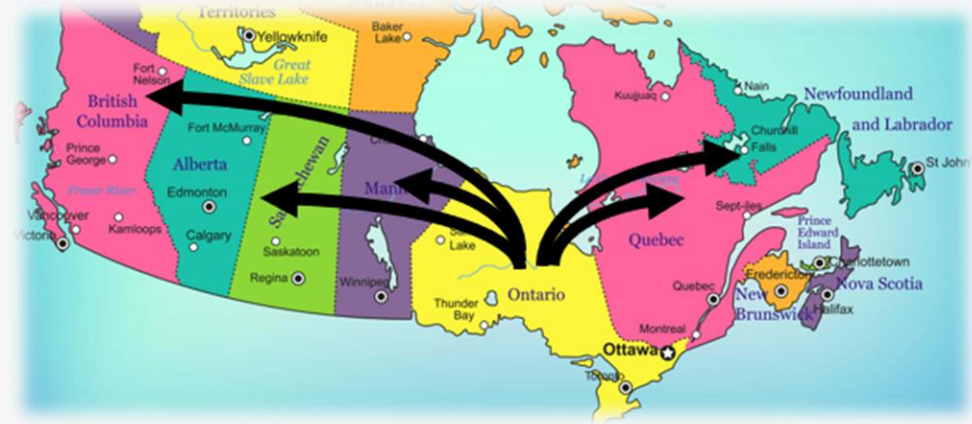 Territories
Yellowknife
Great
Slave Lake
Baker
Lake
Fort
Nelson
British
Columbia
Prince
George
Fraser River
Vancouver
Victoria
Kamloops
Fort McMurray
Alberta
Edmonton
Calgary
Saskatoon
Regina
Winnipeg
Lake
Thunder
Bay
Ontario
Ottawa
Toronto
Kuujjuaq
Quebec
Quebec
Montreal
Sept-iles
Nain
Churchill
Falls
Newfoundland
and Labrador
St John
Prince
Edward
Island
Charlottetown
Fredericton
New
Brunswick
Nova Scotia
Halifax